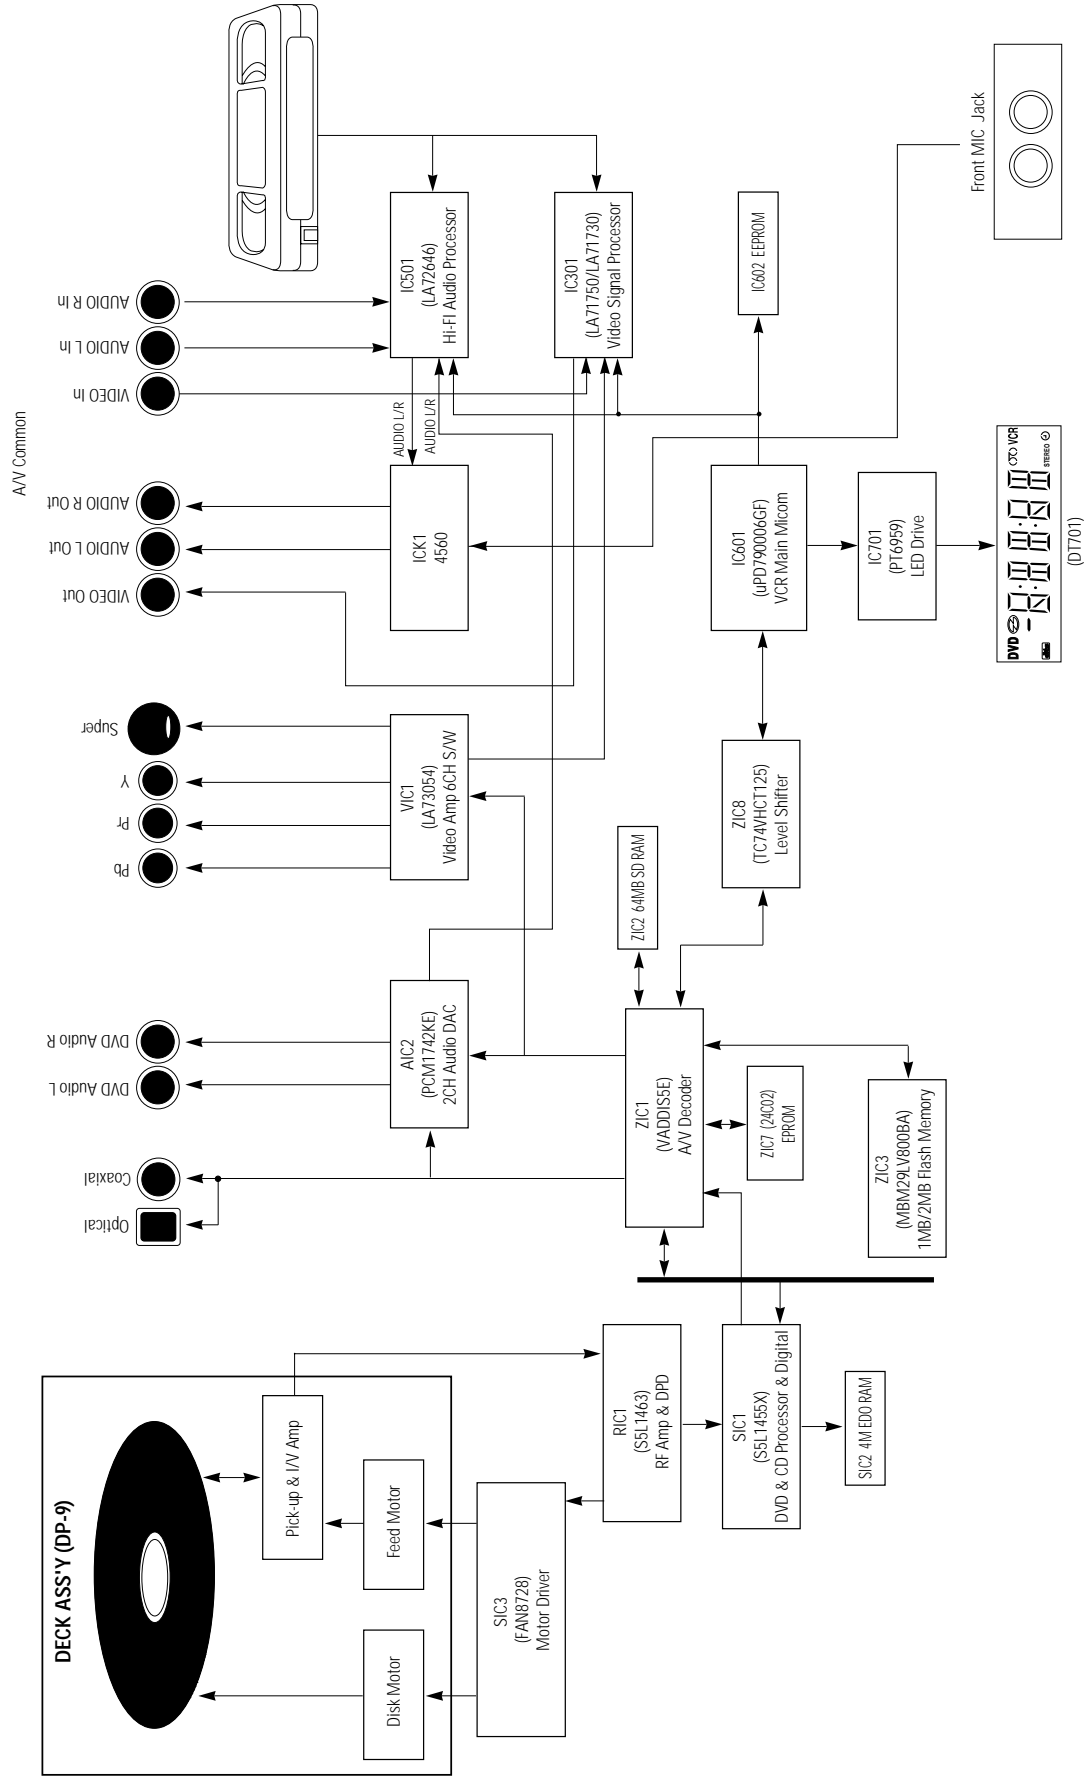 A/V Common
Optical
Coaxial
DVD Audio L
DVD Audio R
Pb
Pr
Y
Super
VIDEO Out
AUDIO L Out
AUDIO R Out
VIDEO In
AUDIO L In
AUDIO R In
DECK ASS'Y (DP-9)
Pick-up & I/V Amp
Disk Motor
Feed Motor
SIC3
(FAN8728)
Motor Driver
RIC1
(S5L1463)
RF Amp & DPD
SIC1
(S5L1455X)
DVD & CD Processor & Digital
SIC2 4M EDO RAM
AIC2
(PCM1742KE)
2CH Audio DAC
ZIC1
(VADDIS5E)
A/V Decoder
ZIC2 64MB SD RAM
ZIC7 (24C02)
EPROM
ZIC3
(MBM29LV800BA)
1MB/2MB Flash Memory
VIC1
(LA73054)
Video Amp 6CH S/W
ZIC8
(TC74VHCT125)
Level Shifter
ICK1
4560
AUDIO L/R
AUDIO L/R
IC501
(LA72646)
Hi-FI Audio Processor
IC301
(LA71750/LA71730)
Video Signal Processor
IC601
(uPD790006GF)
VCR Main Micom
IC602 EEPROM
IC701
(PT6959)
LED Drive
DVD
VCR
STEREO
(DT701)
Front MIC Jack